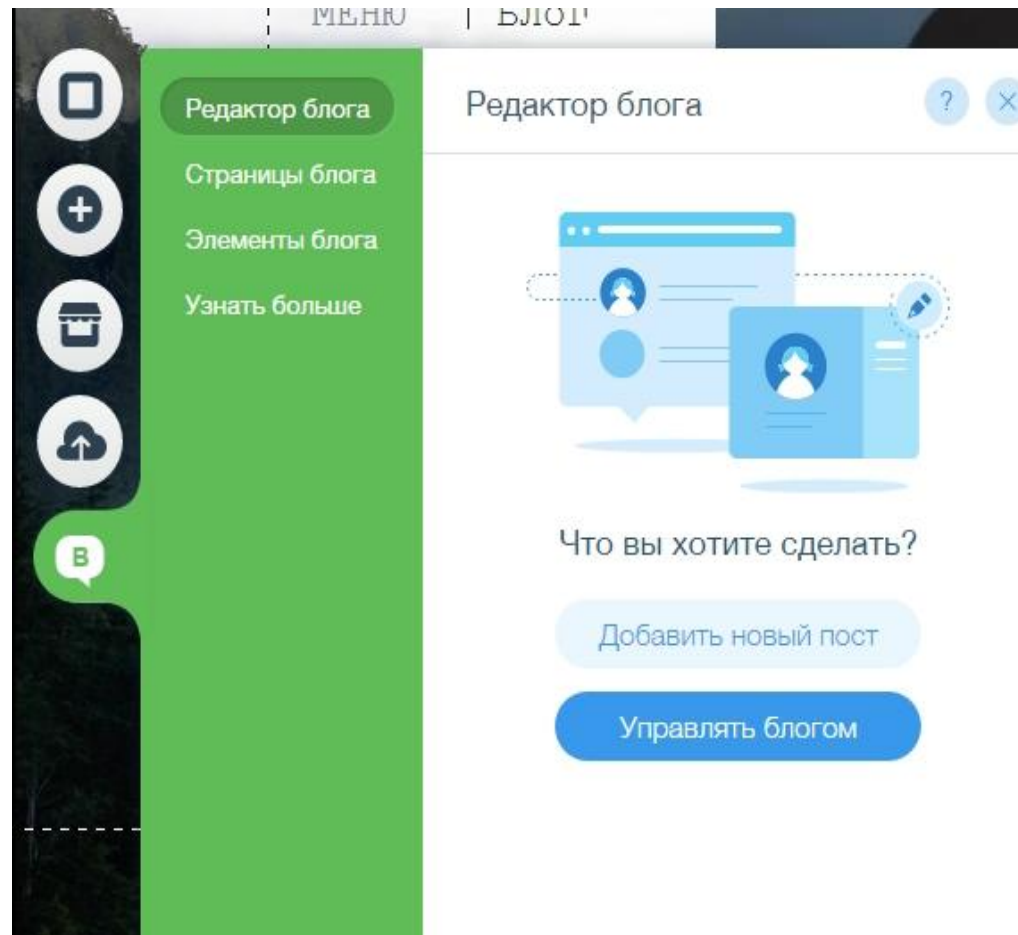 МЕНЮ | БЛОГ
Редактор блога
Страницы блога
Элементы блога
Узнать больше
B
Редактор блога ?
Что вы хотите сделать?
Добавить новый пост
Управлять блогом